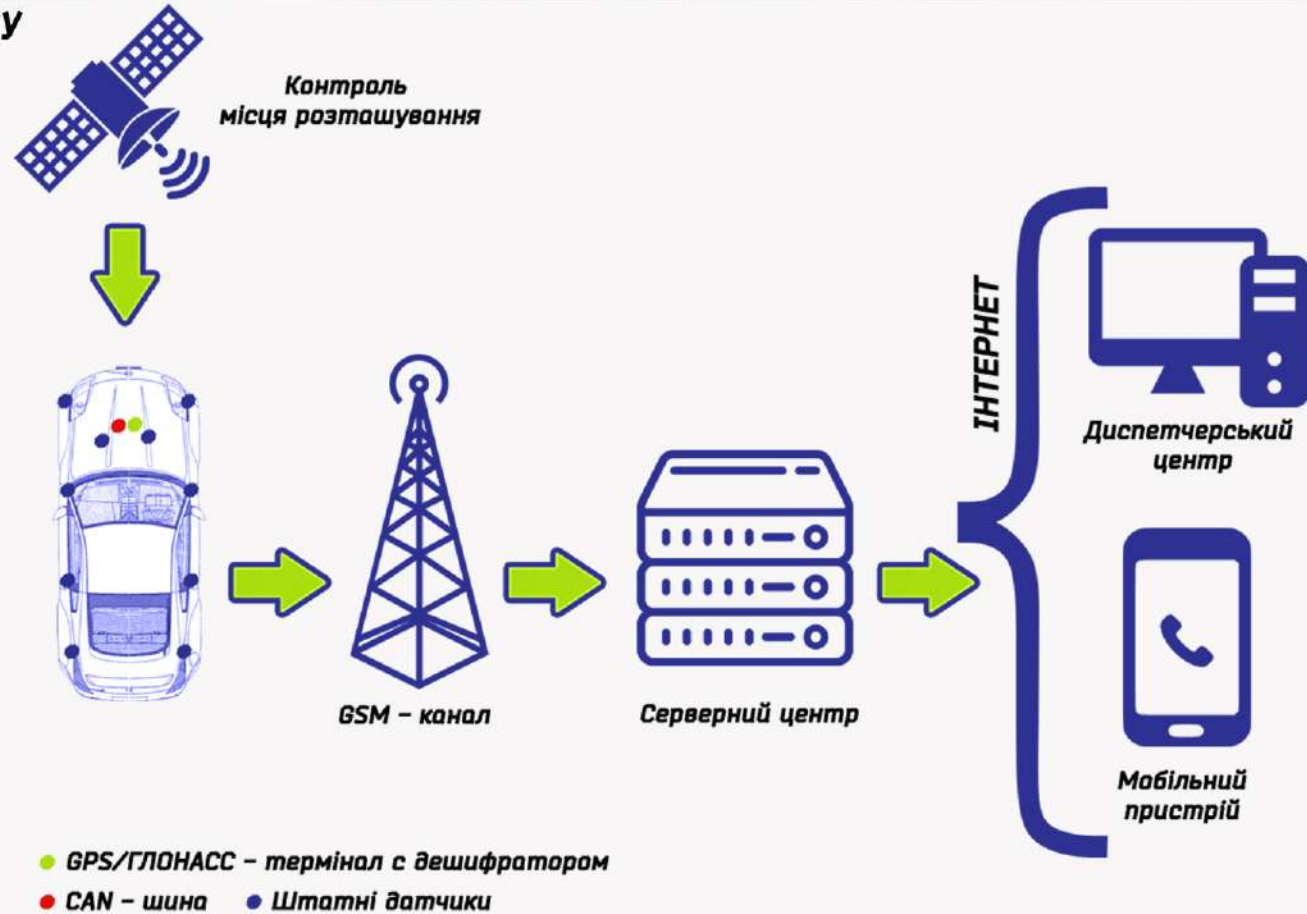 у
Контроль
місця розташування
ІНТЕРНЕТ
Диспетчерський
центр
GSM – канал
Серверний центр
Мобільний
пристрій
GPS/ГЛОНАСС – термінал с дешифратором
CAN – шина Штатні датчики